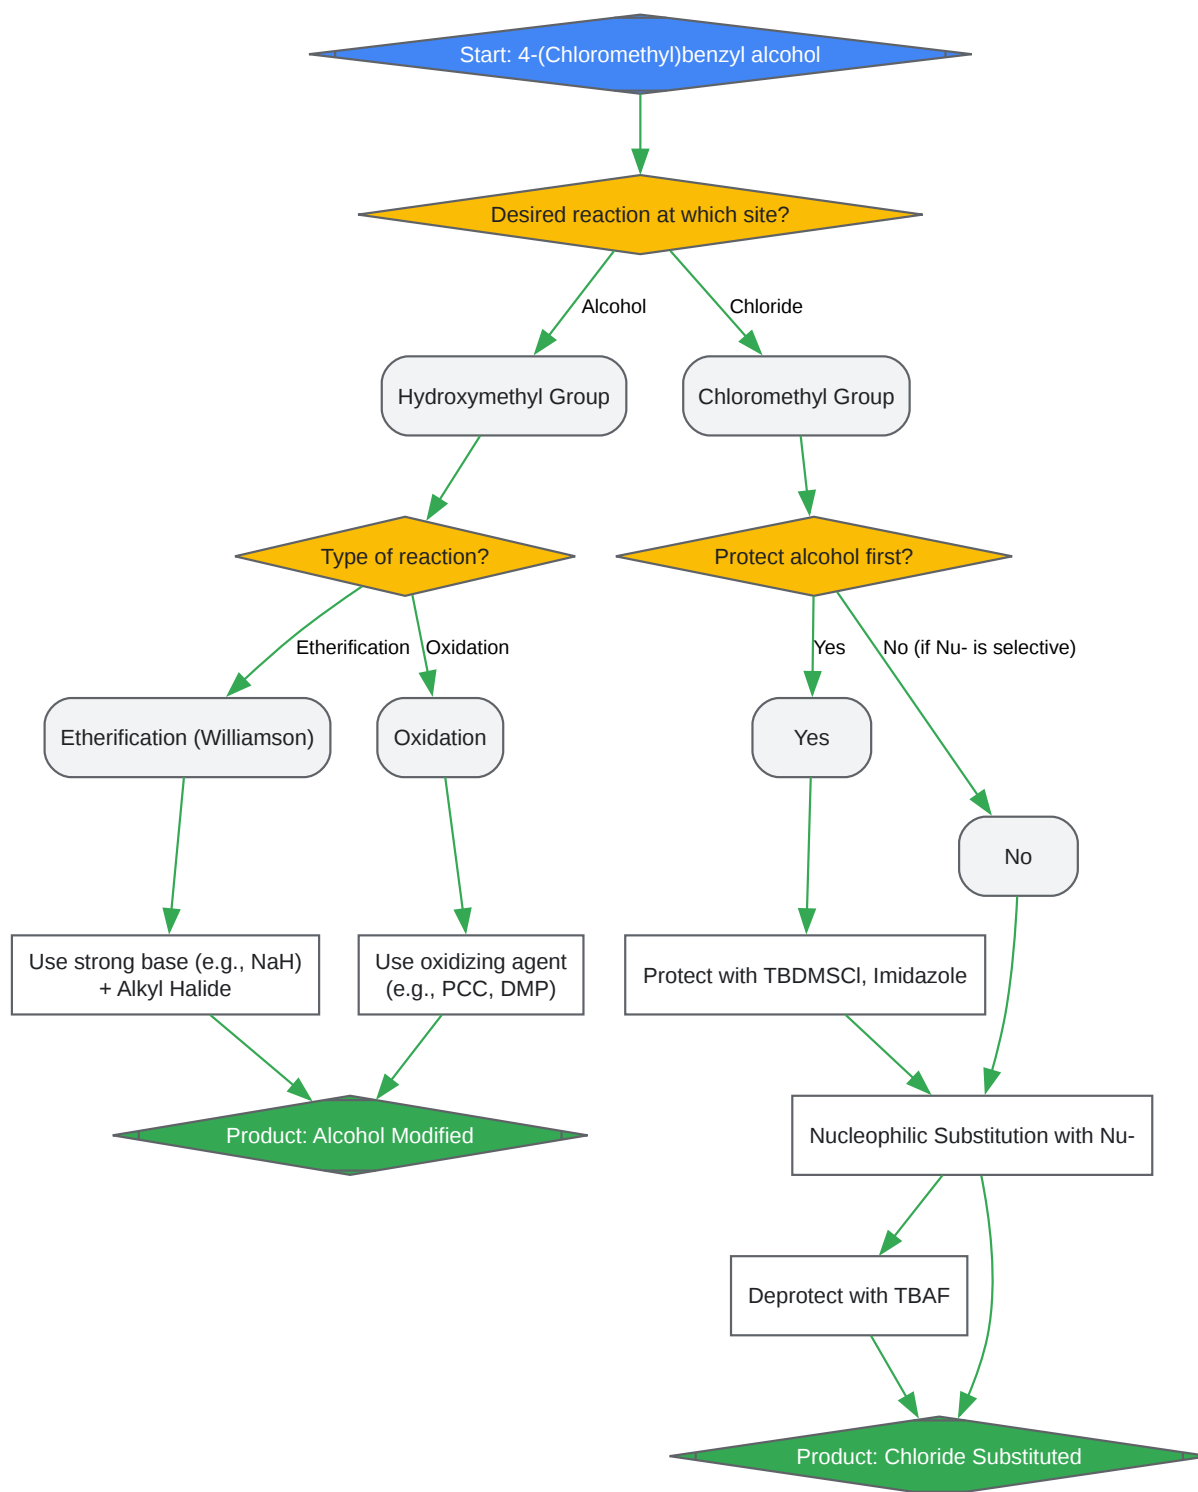 Start: 4-(Chloromethyl)benzyl alcohol
Desired reaction at which site?
Alcohol
Chloride
Hydroxymethyl Group
Chloromethyl Group
Type of reaction?
Protect alcohol first?
Etherification
Oxidation
Yes
No (if Nu- is selective)
Etherification (Williamson)
Oxidation
Yes
No
Use strong base (e.g., NaH)
+ Alkyl Halide
Use oxidizing agent
(e.g., PCC, DMP)
Protect with TBDMSCl, Imidazole
Product: Alcohol Modified
Nucleophilic Substitution with Nu-
Deprotect with TBAF
Product: Chloride Substituted